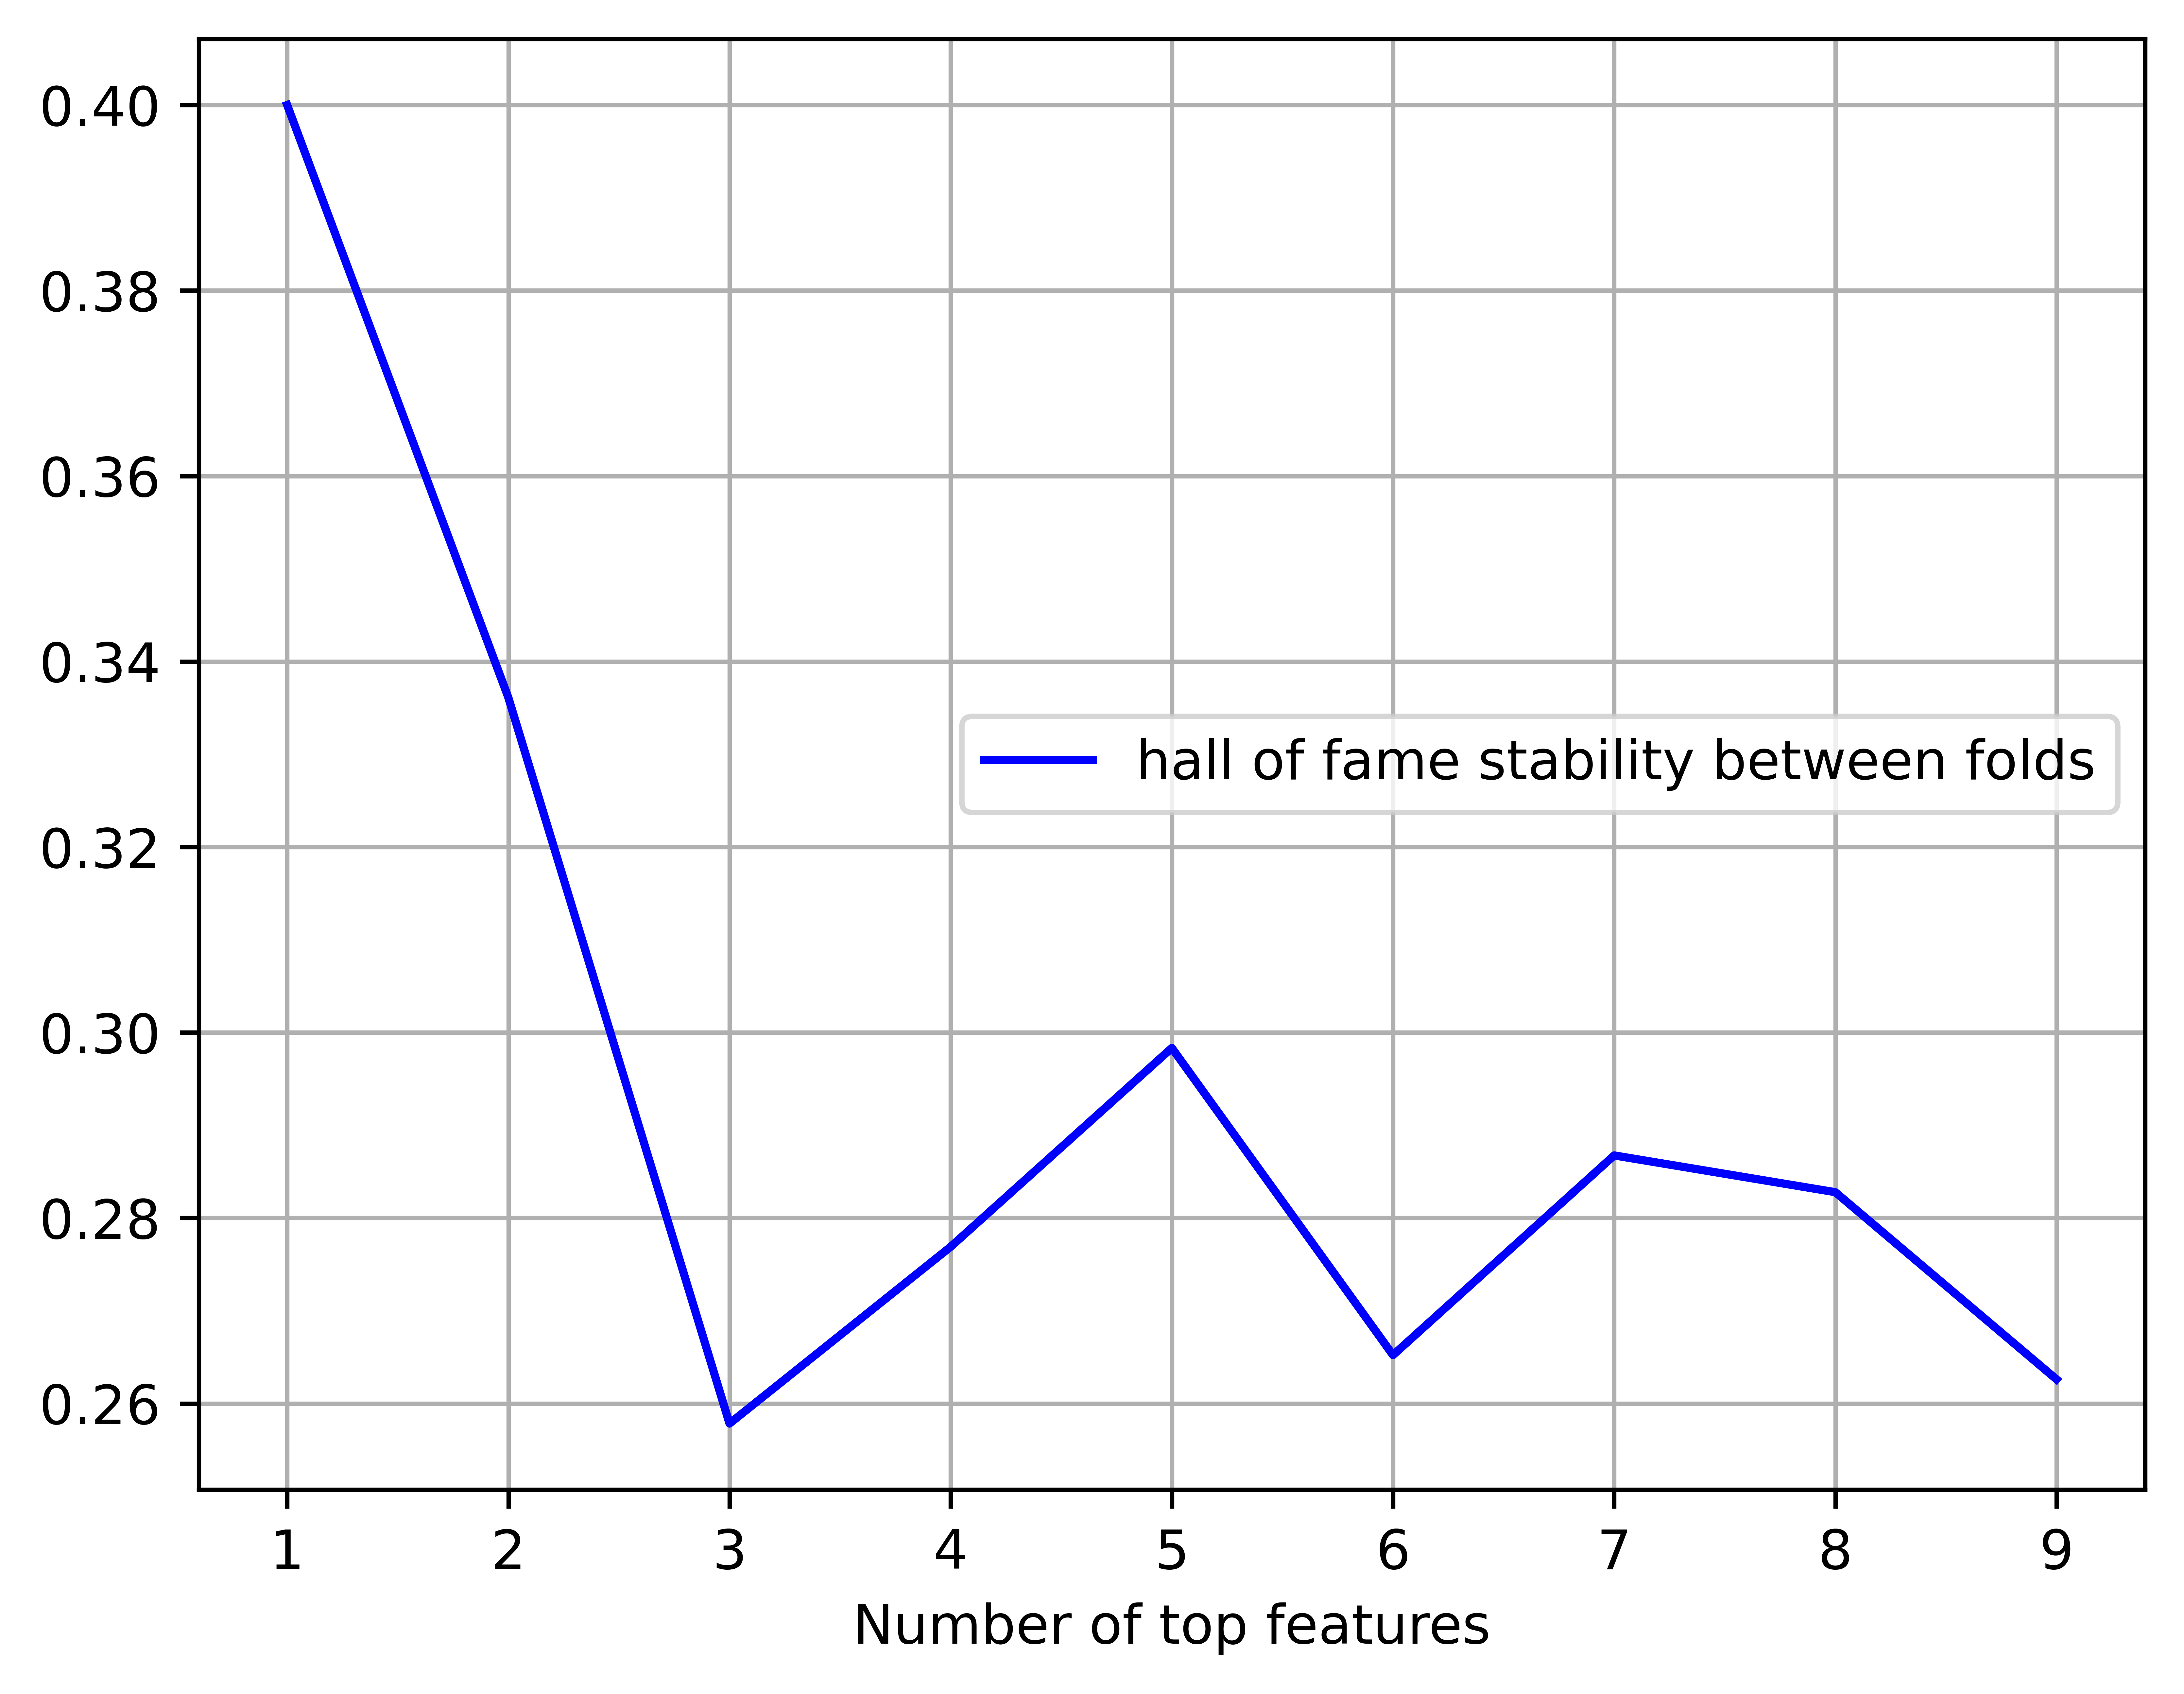 0.40
0.38
0.36
0.34
0.32
0.30
0.28
0.26
hall of fame stability between folds
1 2 3 4 5 6 7 8 9
Number of top features